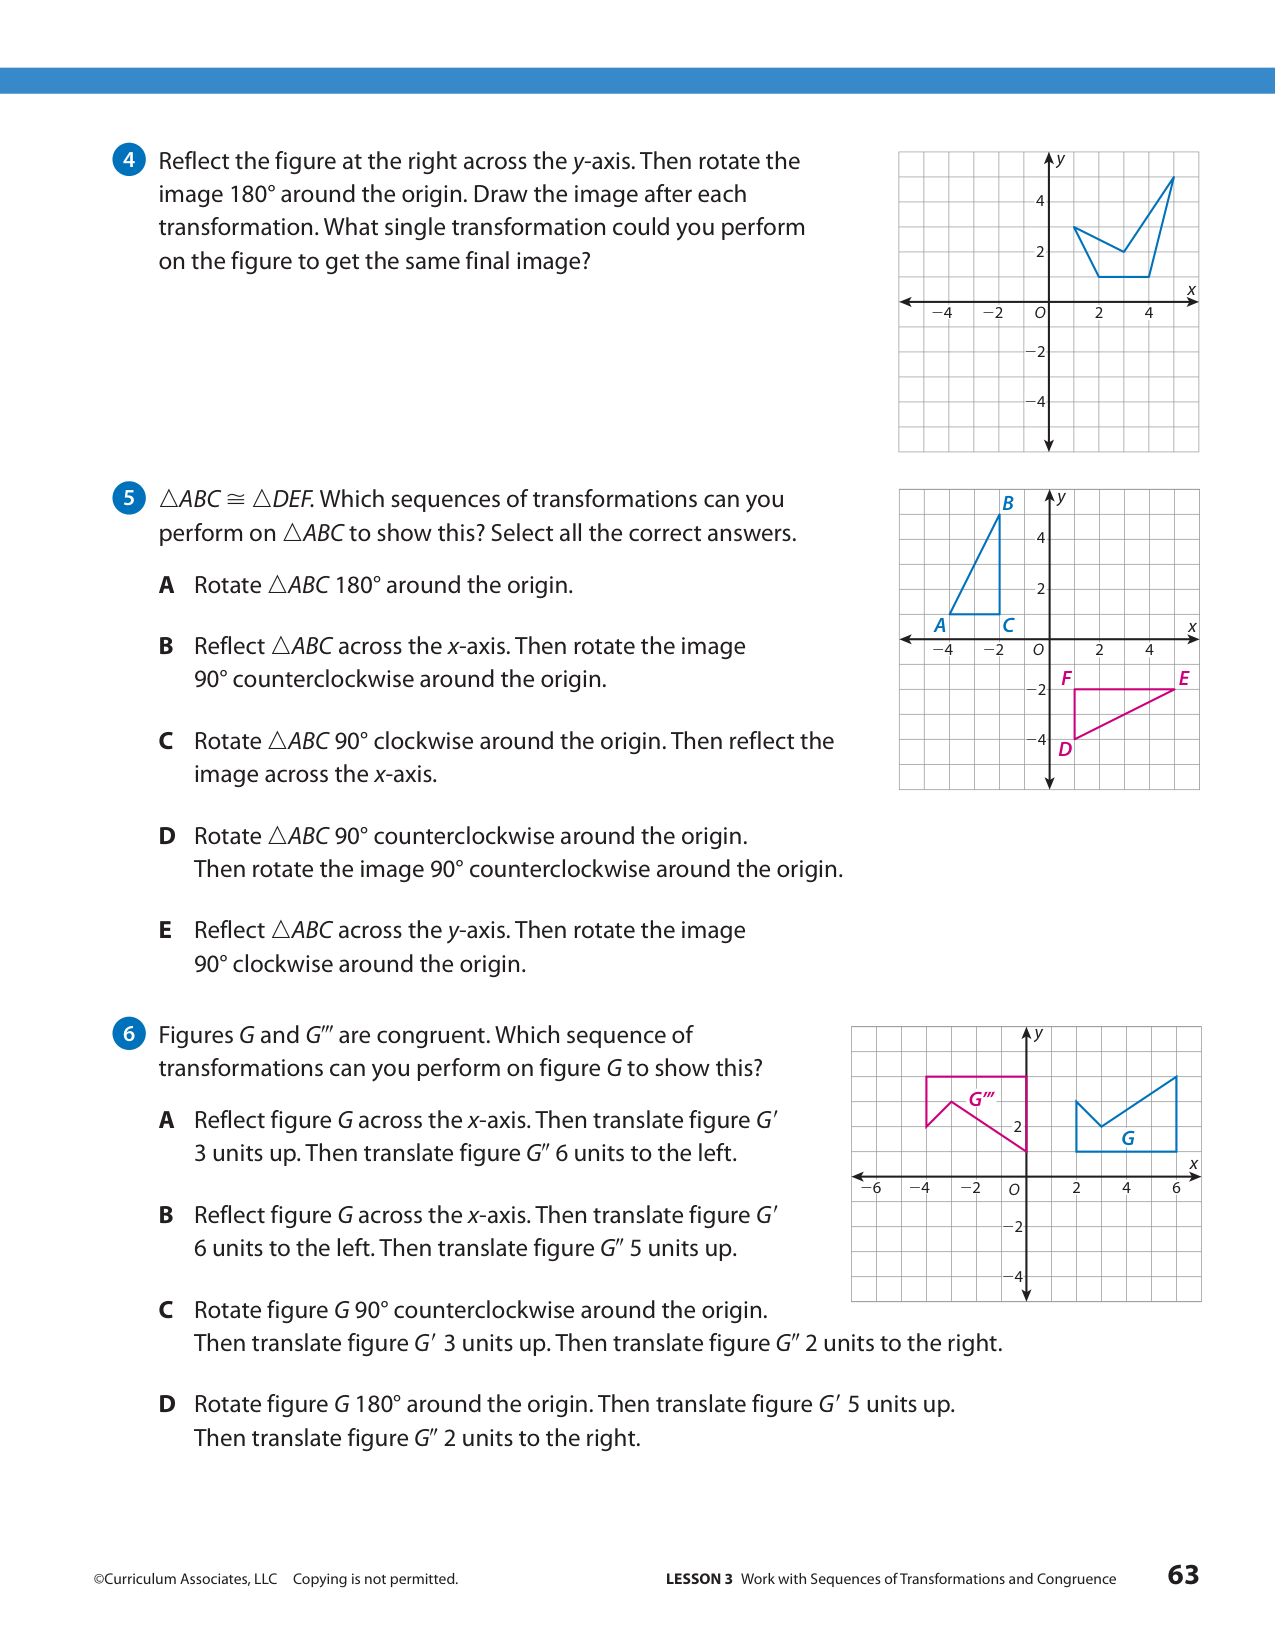 4 Reflect the figure at the right across the y-axis. Then rotate the
image 180° around the origin. Draw the image after each
transformation. What single transformation could you perform
on the figure to get the same final image?
y
4
2
x
−4 −2 O 2 4
−2
−4
5 △ABC ≅ △DEF. Which sequences of transformations can you
perform on △ABC to show this? Select all the correct answers.
A Rotate △ABC 180° around the origin.
B Reflect △ABC across the x-axis. Then rotate the image
90° counterclockwise around the origin.
C Rotate △ABC 90° clockwise around the origin. Then reflect the
image across the x-axis.
D Rotate △ABC 90° counterclockwise around the origin.
Then rotate the image 90° counterclockwise around the origin.
E Reflect △ABC across the y-axis. Then rotate the image
90° clockwise around the origin.
B y
4
2
A C x
−4 −2 O 2 4
F E
−2
−4 D
6 Figures G and G‴ are congruent. Which sequence of
transformations can you perform on figure G to show this?
A Reflect figure G across the x-axis. Then translate figure G′
3 units up. Then translate figure G″ 6 units to the left.
B Reflect figure G across the x-axis. Then translate figure G′
6 units to the left. Then translate figure G″ 5 units up.
C Rotate figure G 90° counterclockwise around the origin.
Then translate figure G′ 3 units up. Then translate figure G″ 2 units to the right.
D Rotate figure G 180° around the origin. Then translate figure G′ 5 units up.
Then translate figure G″ 2 units to the right.
y
G‴
2 G
x
−6 −4 −2 O 2 4 6
−2
−4
©Curriculum Associates, LLC Copying is not permitted.
LESSON 3 Work with Sequences of Transformations and Congruence 63